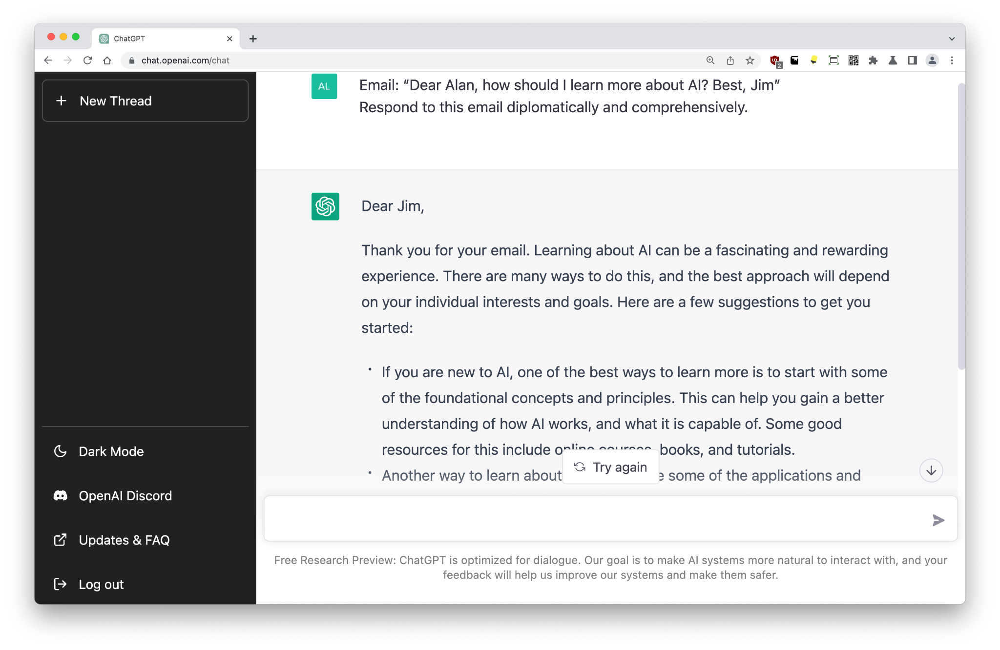 ChatGPT
chat.openai.com/chat
2
New Thread
AL
Email: “Dear Alan, how should I learn more about AI? Best, Jim”
Respond to this email diplomatically and comprehensively.
Dear Jim,
Thank you for your email. Learning about AI can be a fascinating and rewarding
experience. There are many ways to do this, and the best approach will depend
on your individual interests and goals. Here are a few suggestions to get you
started:
• If you are new to AI, one of the best ways to learn more is to start with some
of the foundational concepts and principles. This can help you gain a better
understanding of how AI works, and what it is capable of. Some good
resources for this include online courses, books, and tutorials.
• Another way to learn about some of the applications and
Try again
Dark Mode
OpenAI Discord
Updates & FAQ
Log out
Free Research Preview: ChatGPT is optimized for dialogue. Our goal is to make AI systems more natural to interact with, and your
feedback will help us improve our systems and make them safer.